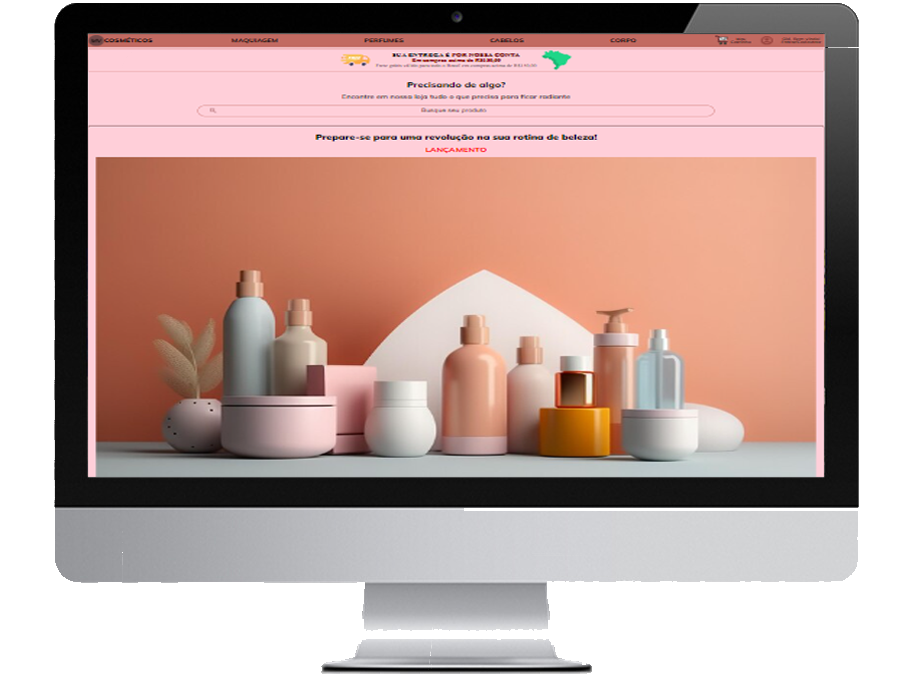 COSMÉTICOS MAQUIAGEM PERFUMES CABELOS CORPO
SUA ENTREGA É POR NOSSA CONTA
Em compras acima de
Precisando de algo?
Encontre em nossa loja tudo o que precisa para ficar radiante
Busque seu produto
Prepare-se para uma revolução na sua rotina de beleza!
LANÇAMENTO